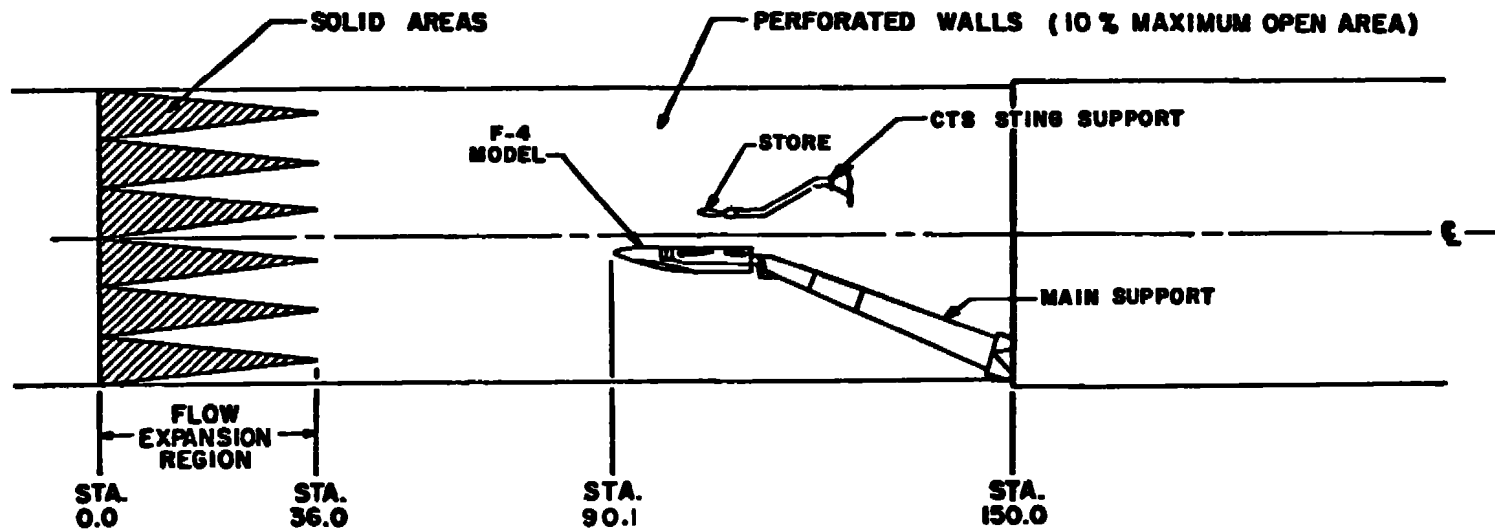 SOLID AREAS
PERFORATED WALLS (10 % MAXIMUM OPEN AREA)
CTS STING SUPPORT
F-4
MODEL
STORE
℄
MAIN SUPPORT
FLOW
EXPANSION
REGION
STA.
0.0
STA.
36.0
STA.
90.1
STA.
150.0